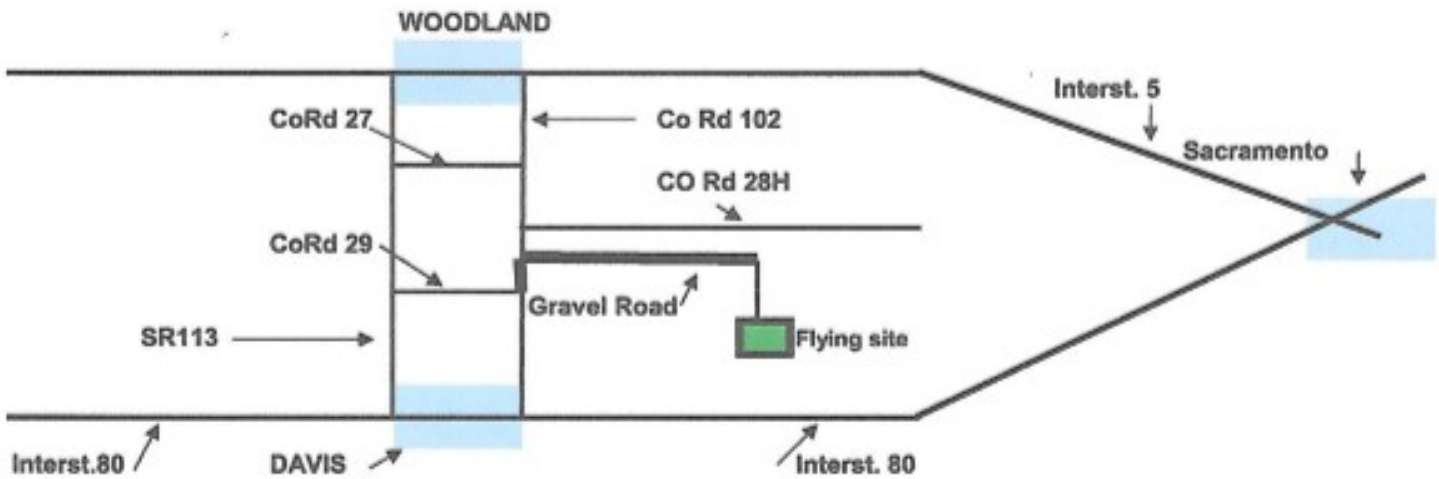 WOODLAND
Interst. 5
CoRd 27
Co Rd 102
Sacramento
CO Rd 28H
CoRd 29
Gravel Road
SR113
Flying site
Interst.80
DAVIS
Interst. 80